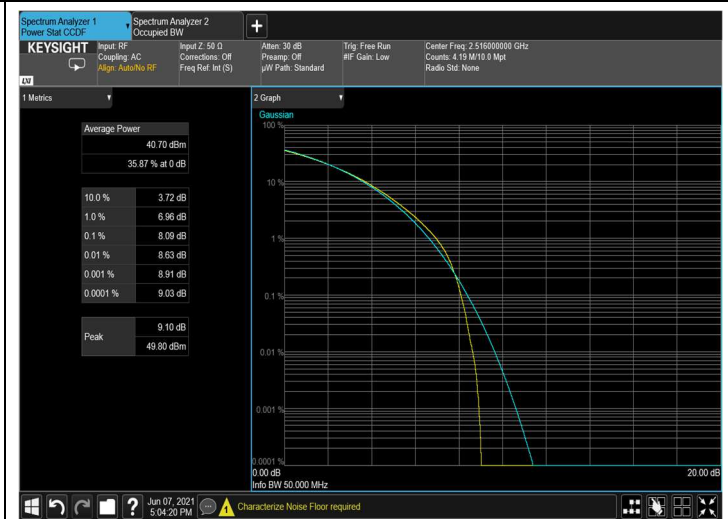 Spectrum Analyzer 1
Power Stat CCDF
Spectrum Analyzer 2
Occupied BW
+
KEYSIGHT
LXI
Input: RF
Coupling: AC
Align: Auto/No RF
Input Z: 50 Ω
Corrections: Off
Freq Ref: Int (S)
Atten: 30 dB
Preamp: Off
µW Path: Standard
Trig: Free Run
#IF Gain: Low
Center Freq: 2.516000000 GHz
Counts: 4.19 M/10.0 Mpt
Radio Std: None
1 Metrics
Average Power
40.70 dBm
35.87 % at 0 dB
10.0 % 3.72 dB
1.0 % 6.96 dB
0.1 % 8.09 dB
0.01 % 8.63 dB
0.001 % 8.91 dB
0.0001 % 9.03 dB
Peak
9.10 dB
49.80 dBm
2 Graph
Gaussian
100 %
10 %
1 %
0.1 %
0.01 %
0.001 %
0.0001 %
0.00 dB
20.00 dB
Info BW 50.000 MHz
?
Jun 07, 2021
5:04:20 PM
1
Characterize Noise Floor required